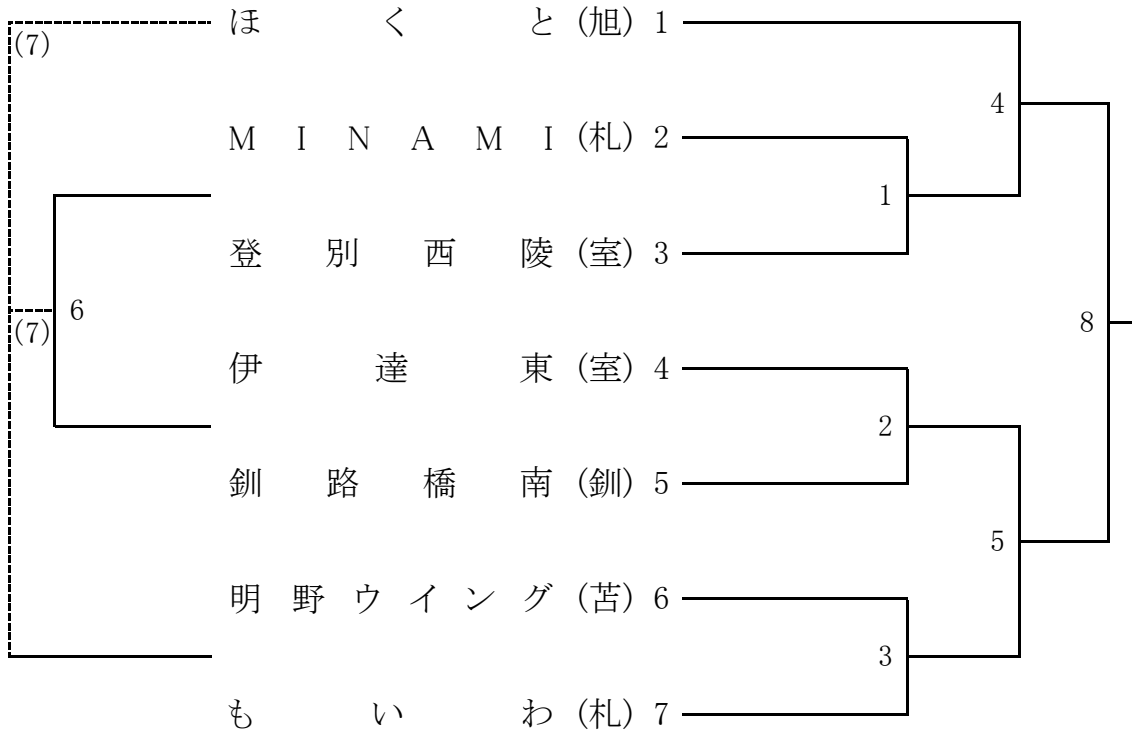 ほくと (旭) 1
(7)
4
MINAMI (札) 2
1
登別西陵 (室) 3
6
8
(7)
伊達東 (室) 4
2
釧路橋南 (釧) 5
5
明野ウイング (苫) 6
3
もいわ (札) 7